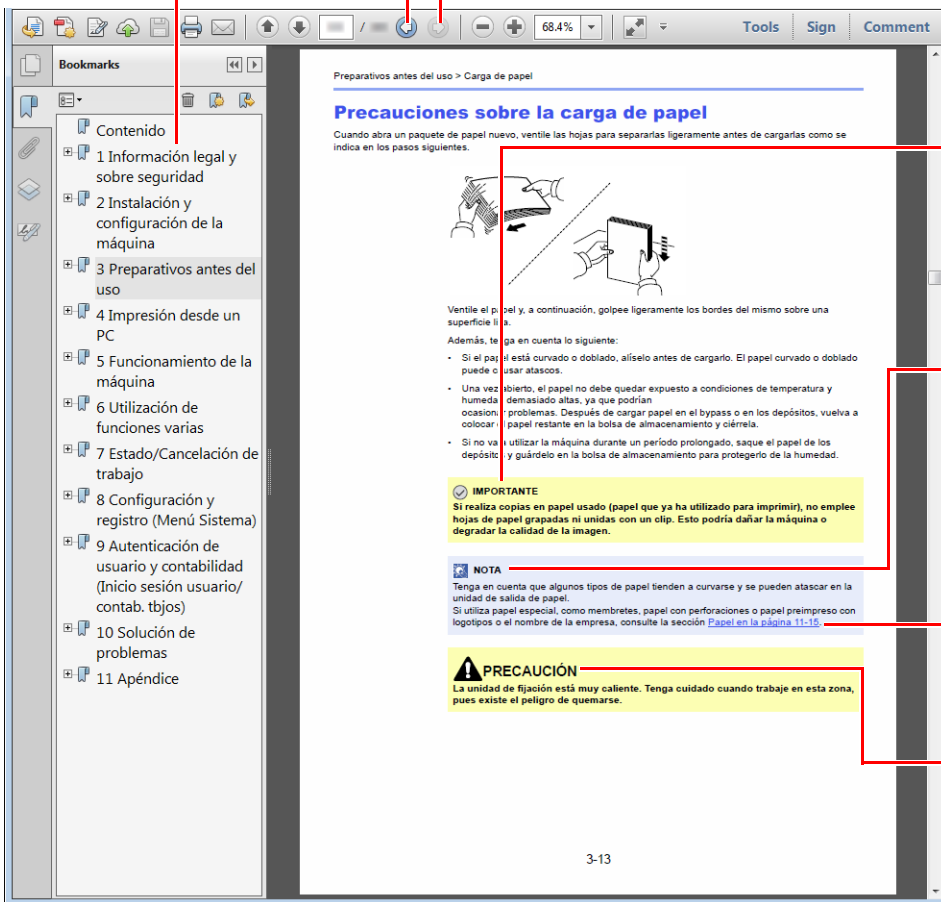 /
68.4%
Tools
Sign
Comment
Bookmarks
Contenido
1 Información legal y
sobre seguridad
2 Instalación y
configuración de la
máquina
3 Preparativos antes del
uso
4 Impresión desde un
PC
5 Funcionamiento de la
máquina
6 Utilización de
funciones varias
7 Estado/Cancelación de
trabajo
8 Configuración y
registro (Menú Sistema)
9 Autenticación de
usuario y contabilidad
(Inicio sesión usuario/
contab. tbjos)
10 Solución de
problemas
11 Apéndice
Preparativos antes del uso > Carga de papel
Precauciones sobre la carga de papel
Cuando abra un paquete de papel nuevo, ventile las hojas para separarlas ligeramente antes de cargarlas como se
indica en los pasos siguientes.
Ventile el papel y, a continuación, golpee ligeramente los bordes del mismo sobre una
superficie lisa.
Además, tenga en cuenta lo siguiente:
• Si el papel está curvado o doblado, alíselo antes de cargarlo. El papel curvado o doblado
puede causar atascos.
• Una vez abierto, el papel no debe quedar expuesto a condiciones de temperatura y
humedad demasiado altas, ya que podrían
ocasionar problemas. Después de cargar papel en el bypass o en los depósitos, vuelva a
colocar el papel restante en la bolsa de almacenamiento y ciérrela.
• Si no va a utilizar la máquina durante un período prolongado, saque el papel de los
depósitos y guárdelo en la bolsa de almacenamiento para protegerlo de la humedad.
IMPORTANTE
Si realiza copias en papel usado (papel que ya ha utilizado para imprimir), no emplee
hojas de papel grapadas ni unidas con un clip. Esto podría dañar la máquina o
degradar la calidad de la imagen.
NOTA
Tenga en cuenta que algunos tipos de papel tienden a curvarse y se pueden atascar en la
unidad de salida de papel.
Si utiliza papel especial, como membretes, papel con perforaciones o papel preimpreso con
logotipos o el nombre de la empresa, consulte la sección Papel en la página 11-15.
PRECAUCIÓN
La unidad de fijación está muy caliente. Tenga cuidado cuando trabaje en esta zona,
pues existe el peligro de quemarse.
3-13